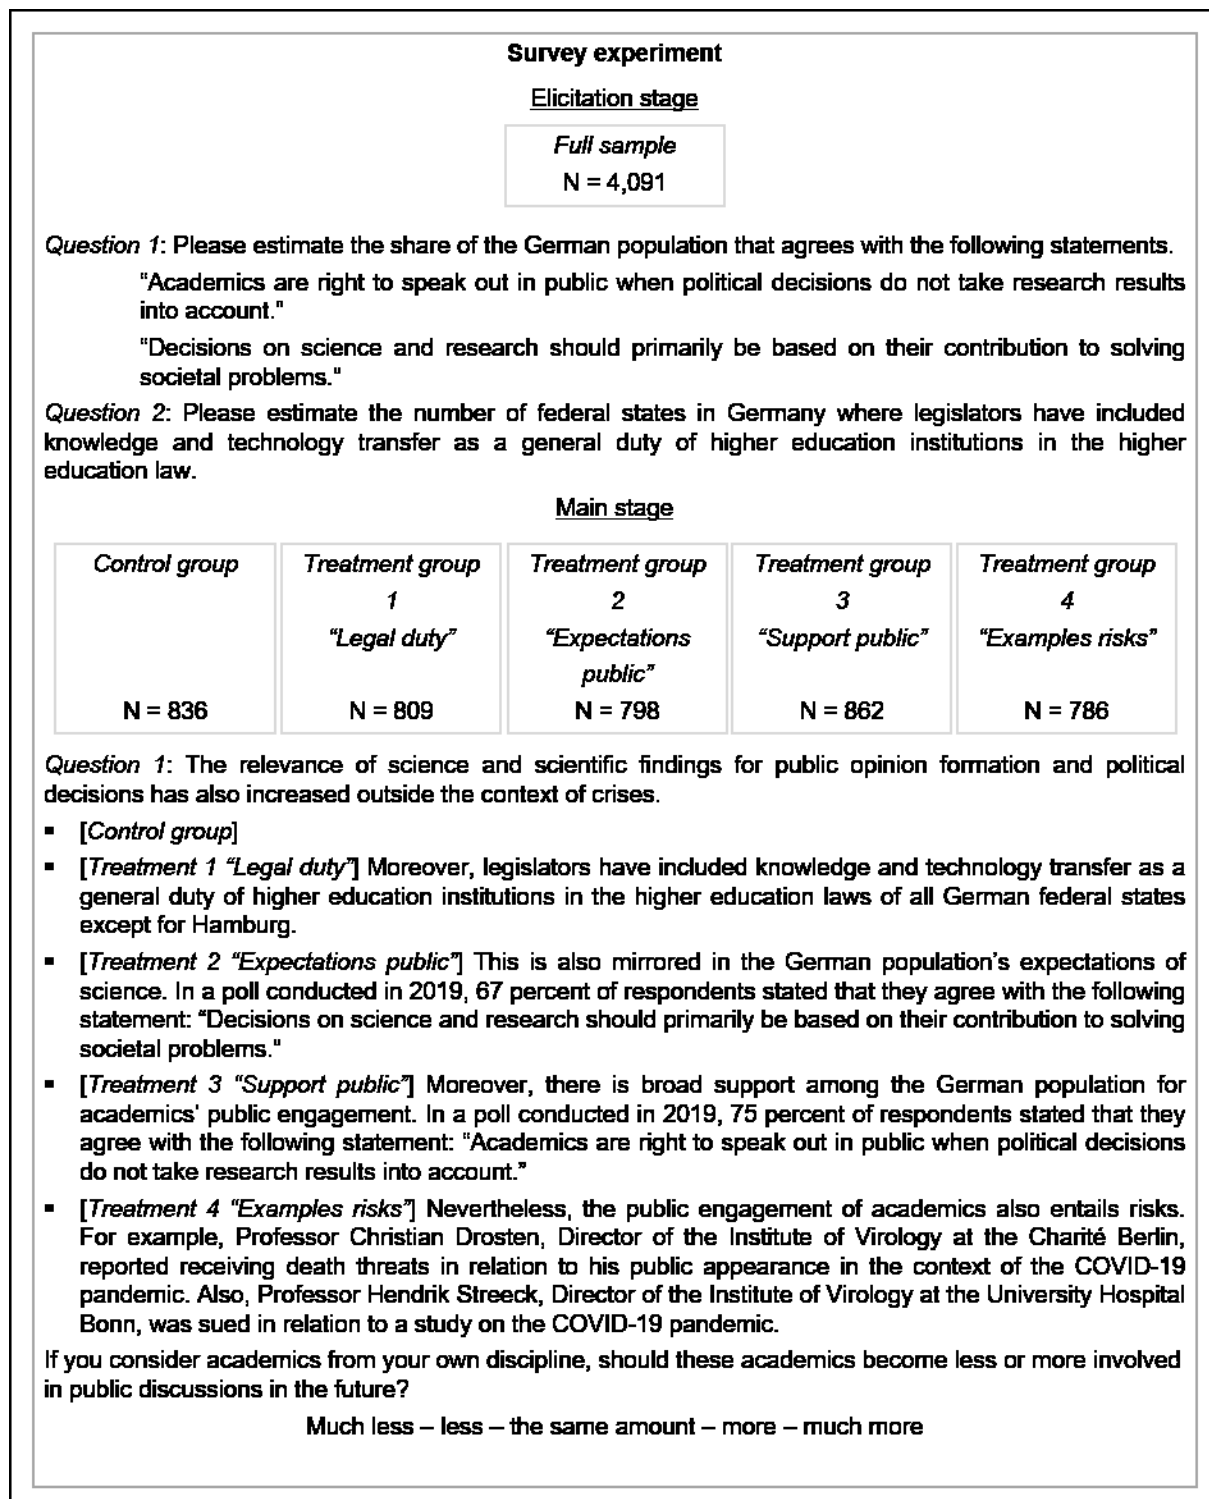 Survey experiment
Elicitation stage
Full sample
N = 4,091
Question 1: Please estimate the share of the German population that agrees with the following statements.
"Academics are right to speak out in public when political decisions do not take research results
into account."
"Decisions on science and research should primarily be based on their contribution to solving
societal problems."
Question 2: Please estimate the number of federal states in Germany where legislators have included
knowledge and technology transfer as a general duty of higher education institutions in the higher
education law.
Main stage
Control group
N = 836
Treatment group
1
“Legal duty”
N = 809
Treatment group
2
“Expectations
public”
N = 798
Treatment group
3
“Support public”
N = 862
Treatment group
4
“Examples risks”
N = 786
Question 1: The relevance of science and scientific findings for public opinion formation and political
decisions has also increased outside the context of crises.
▪ [Control group]
▪ [Treatment 1 “Legal duty”] Moreover, legislators have included knowledge and technology transfer as a
general duty of higher education institutions in the higher education laws of all German federal states
except for Hamburg.
▪ [Treatment 2 “Expectations public”] This is also mirrored in the German population’s expectations of
science. In a poll conducted in 2019, 67 percent of respondents stated that they agree with the following
statement: “Decisions on science and research should primarily be based on their contribution to solving
societal problems."
▪ [Treatment 3 “Support public”] Moreover, there is broad support among the German population for
academics' public engagement. In a poll conducted in 2019, 75 percent of respondents stated that they
agree with the following statement: “Academics are right to speak out in public when political decisions
do not take research results into account.”
▪ [Treatment 4 “Examples risks”] Nevertheless, the public engagement of academics also entails risks.
For example, Professor Christian Drosten, Director of the Institute of Virology at the Charité Berlin,
reported receiving death threats in relation to his public appearance in the context of the COVID-19
pandemic. Also, Professor Hendrik Streeck, Director of the Institute of Virology at the University Hospital
Bonn, was sued in relation to a study on the COVID-19 pandemic.
If you consider academics from your own discipline, should these academics become less or more involved
in public discussions in the future?
Much less – less – the same amount – more – much more